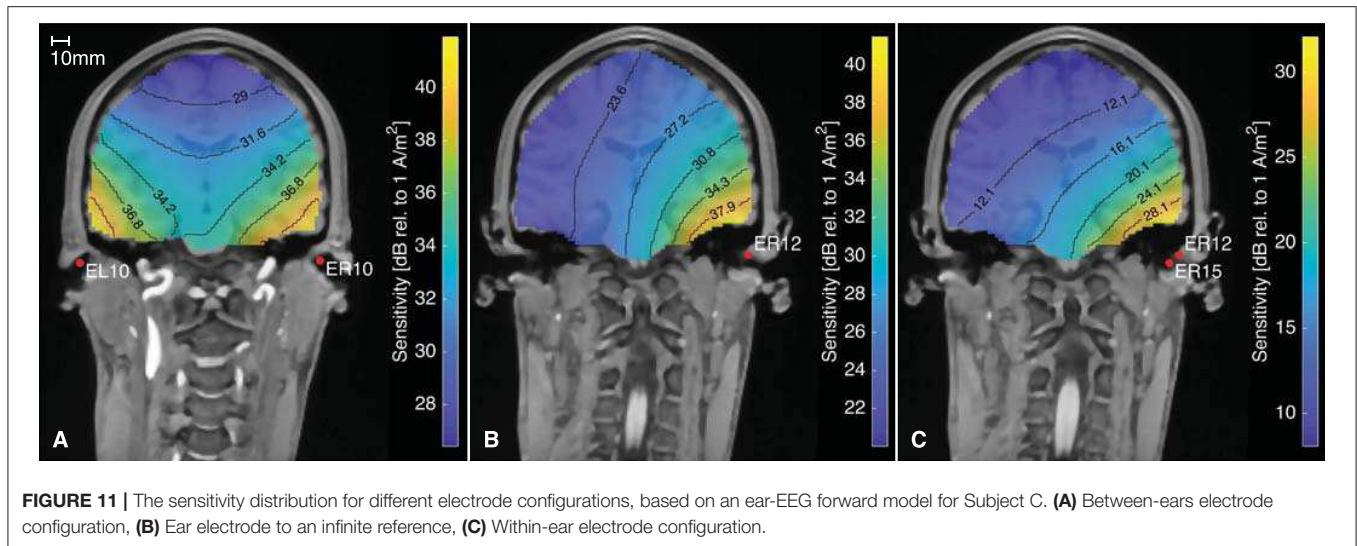 10mm
29
31.6
34.2
36.8
34.2
36.8
EL10
ER10
A
40
38
36
34
32
30
28
Sensitivity [dB rel. to 1 A/m²]
23.6
27.2
30.8
34.3
37.9
ER12
B
40
38
36
34
32
30
28
26
24
22
Sensitivity [dB rel. to 1 A/m²]
12.1
16.1
20.1
24.1
28.1
12.1
ER12
ER15
C
30
25
20
15
10
Sensitivity [dB rel. to 1 A/m²]
FIGURE 11 | The sensitivity distribution for different electrode configurations, based on an ear-EEG forward model for Subject C. (A) Between-ears electrode
configuration, (B) Ear electrode to an infinite reference, (C) Within-ear electrode configuration.